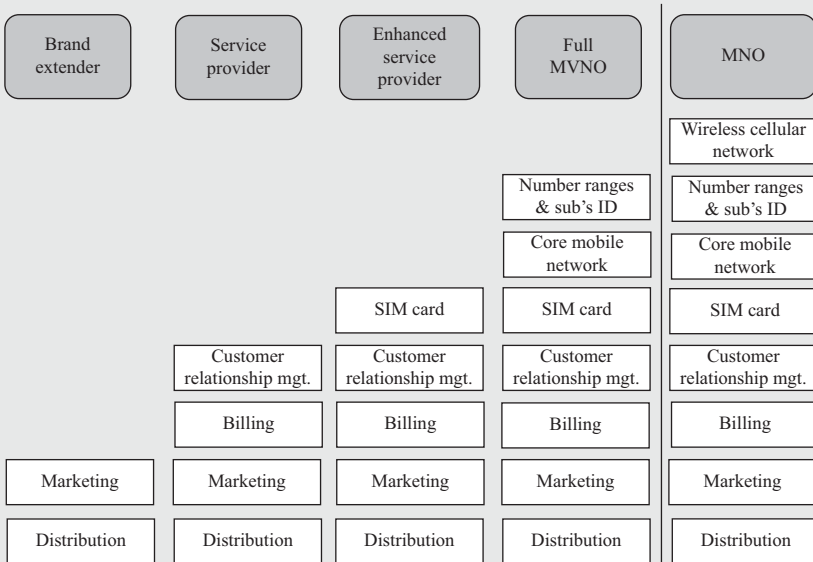 Brand
extender
Service
provider
Enhanced
service
provider
Full
MVNO
MNO
Wireless cellular
network
Number ranges
& sub's ID
Number ranges
& sub's ID
Core mobile
network
Core mobile
network
SIM card
SIM card
SIM card
Customer
relationship mgt.
Customer
relationship mgt.
Customer
relationship mgt.
Customer
relationship mgt.
Billing
Billing
Billing
Billing
Marketing
Marketing
Marketing
Marketing
Marketing
Distribution
Distribution
Distribution
Distribution
Distribution